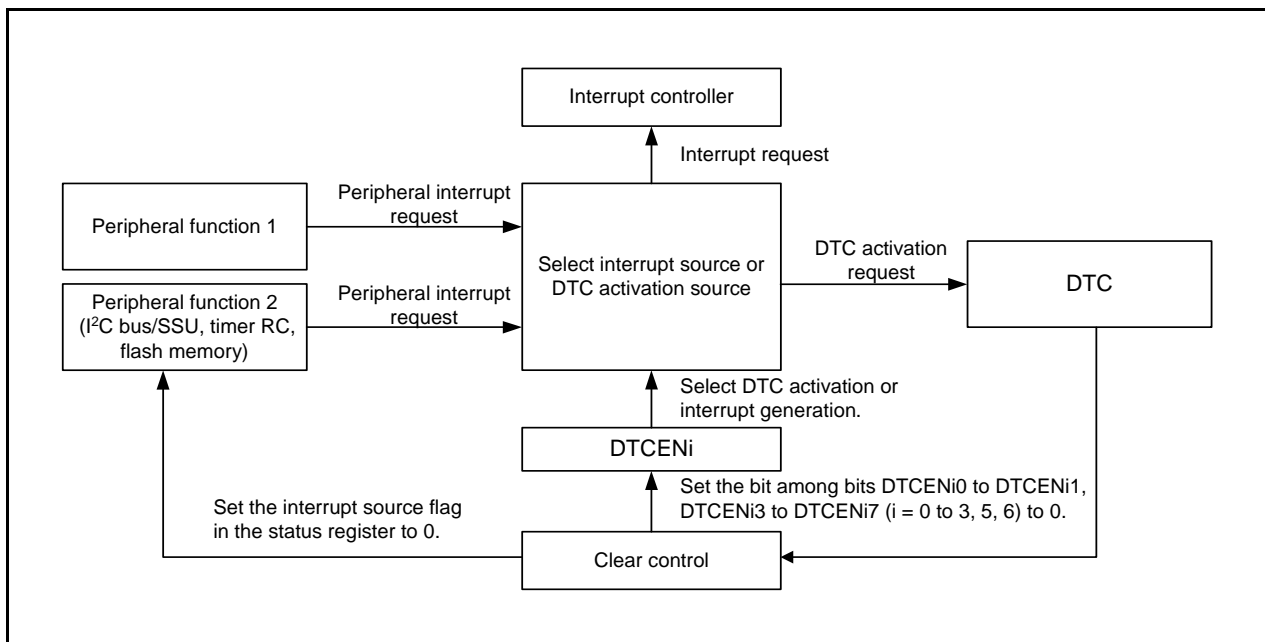 Interrupt controller
Interrupt request
Peripheral function 1
Peripheral interrupt
request
Select interrupt source or
DTC activation source
DTC activation
request
DTC
Peripheral function 2
(I²C bus/SSU, timer RC,
flash memory)
Peripheral interrupt
request
Select DTC activation or
interrupt generation.
DTCENi
Set the interrupt source flag
in the status register to 0.
Set the bit among bits DTCENi0 to DTCENi1,
DTCENi3 to DTCENi7 (i = 0 to 3, 5, 6) to 0.
Clear control